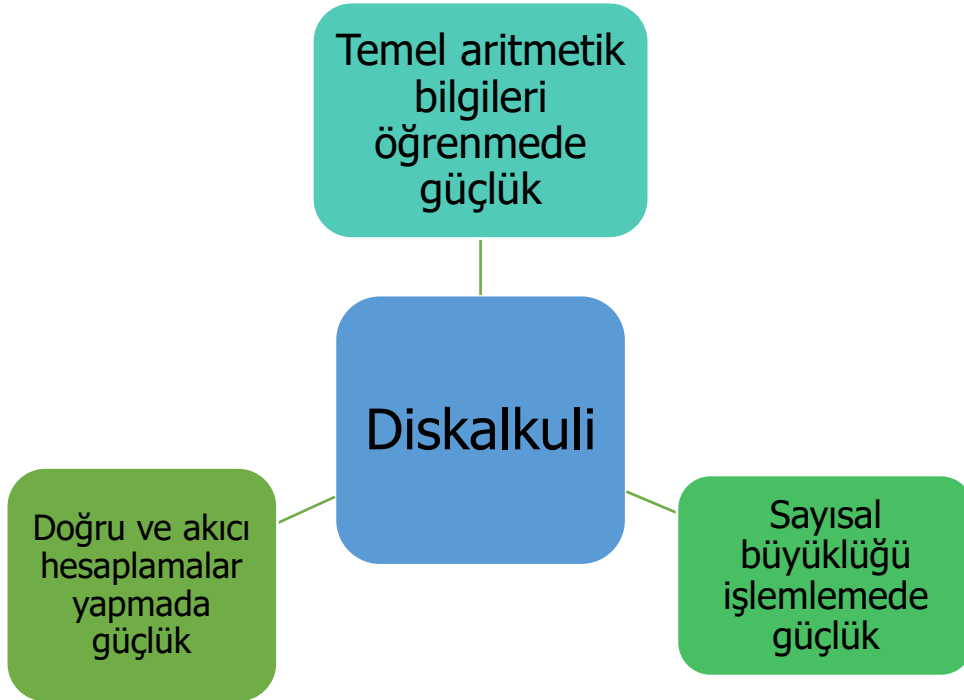 Temel aritmetik
bilgileri
öğrenmede
güçlük
Diskalkuli
Doğru ve akıcı
hesaplamalar
yapmada
güçlük
Sayısal
büyüklüğü
işlemlemede
güçlük